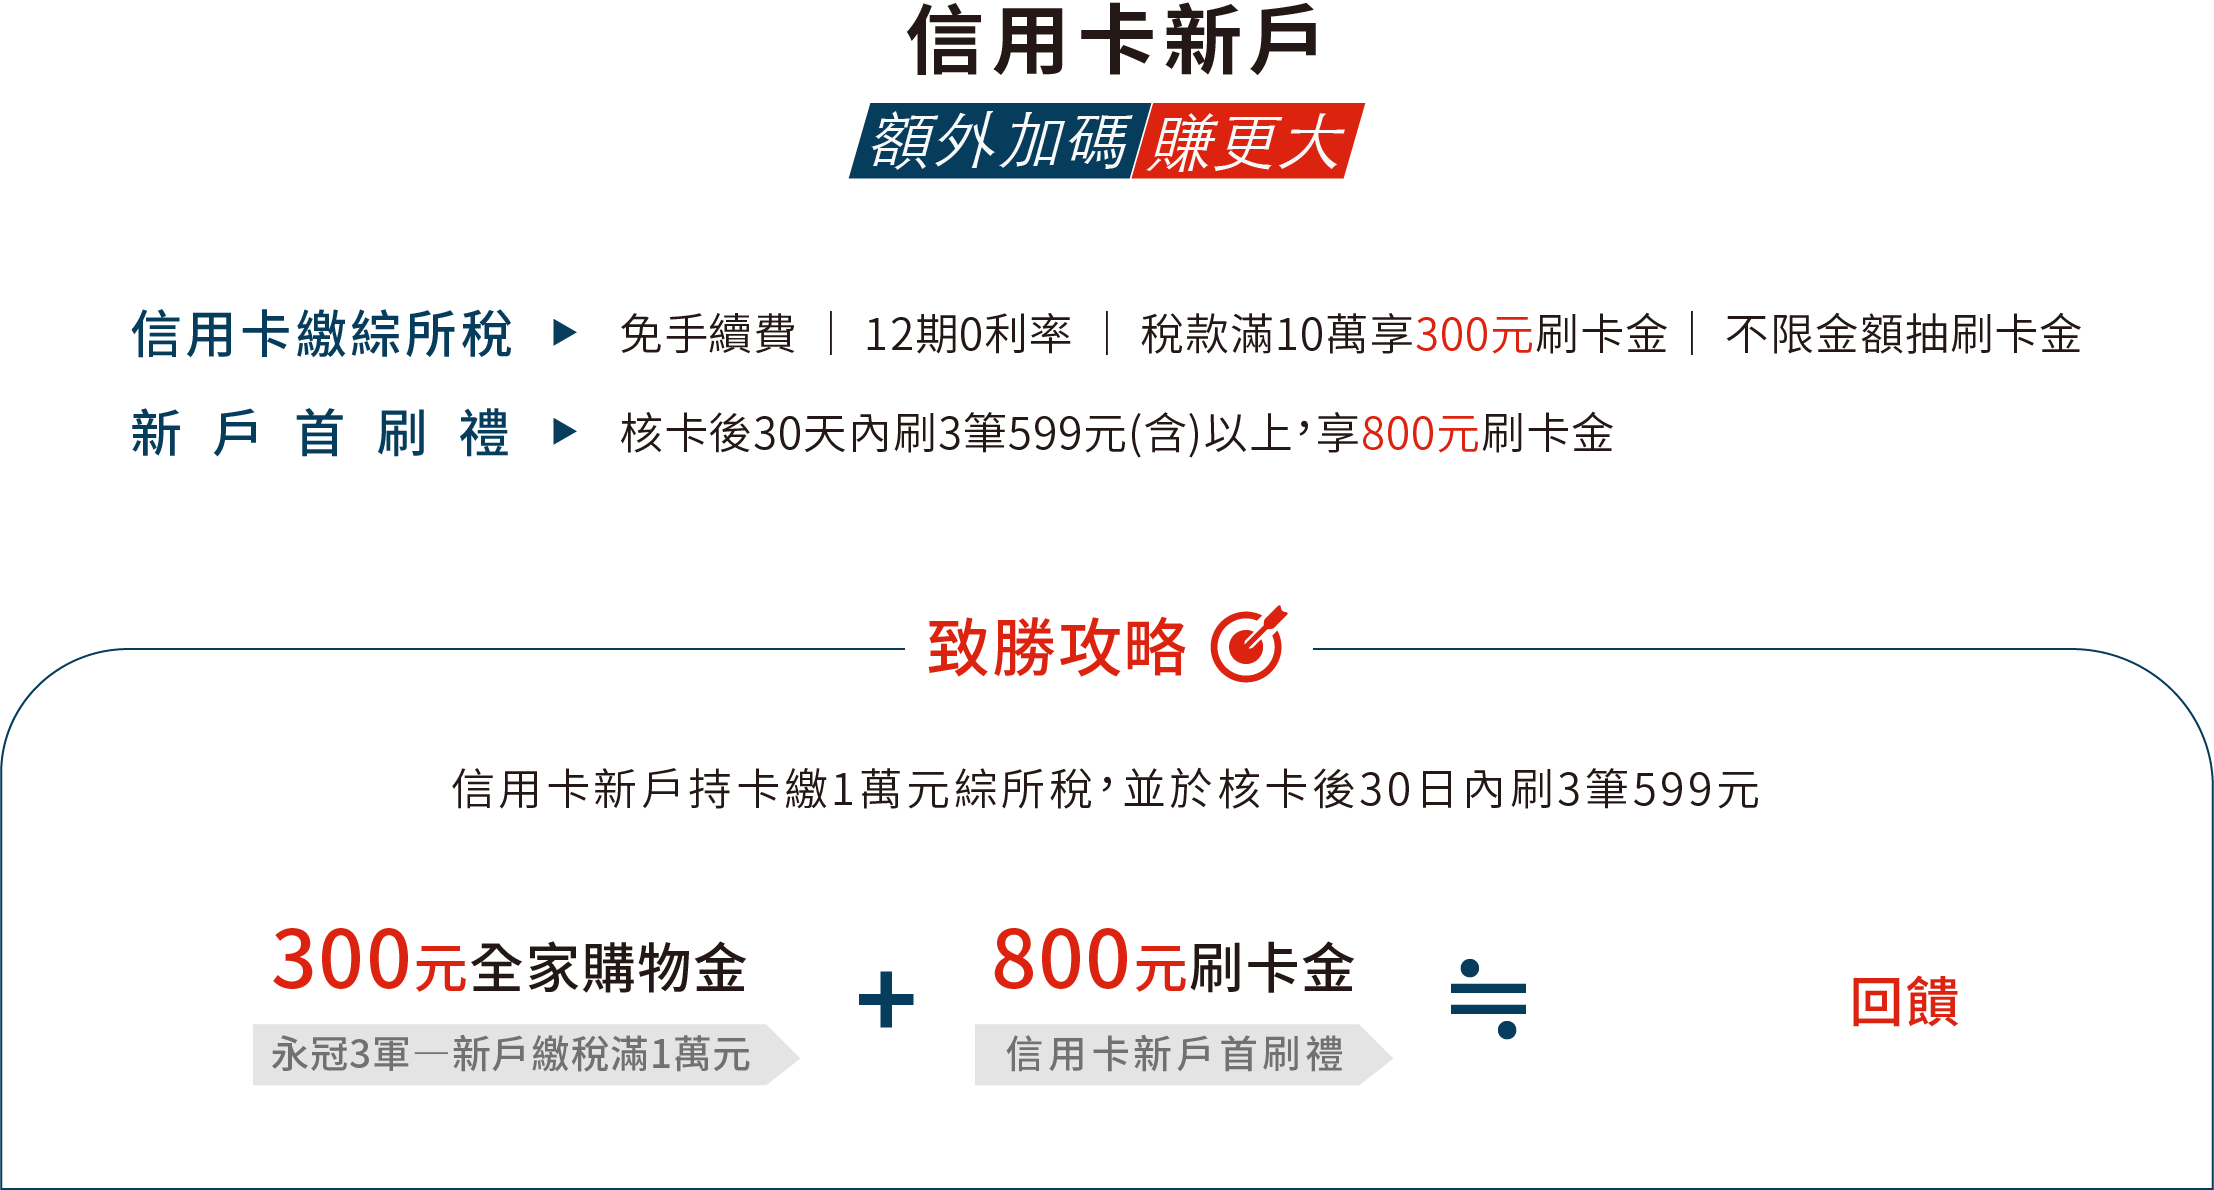 信用卡新戶
額外加碼賺更大
信用卡繳綜所稅 ▶ 免手續費｜12期0利率｜稅款滿10萬享300元刷卡金｜不限金額抽刷卡金
新戶首刷禮 ▶ 核卡後30天內刷3筆599元(含)以上，享800元刷卡金
致勝攻略
信用卡新戶持卡繳1萬元綜所稅，並於核卡後30日內刷3筆599元
300元全家購物金 + 800元刷卡金 ≒ 回饋
永冠3軍—新戶繳稅滿1萬元 信用卡新戶首刷禮